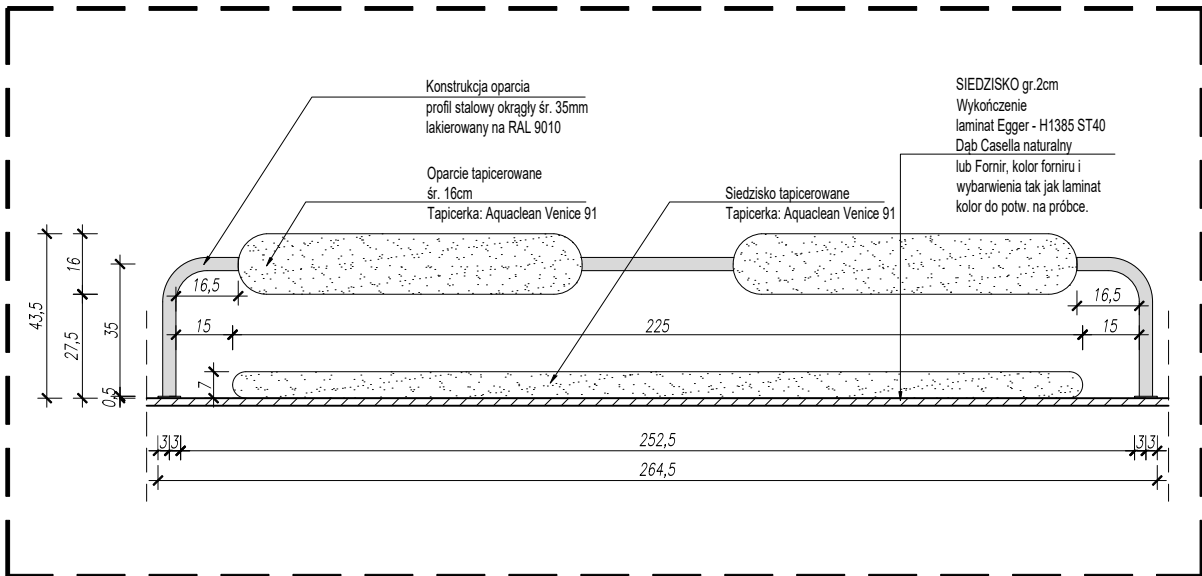 Konstrukcja oparcia
profil stalowy okrągły śr. 35mm
lakierowany na RAL 9010
Oparcie tapicerowane
śr. 16cm
Tapicerka: Aquaclean Venice 91
Siedzisko tapicerowane
Tapicerka: Aquaclean Venice 91
SIEDZISKO gr.2cm
Wykończenie
laminat Egger - H1385 ST40
Dąb Casella naturalny
lub Fornir, kolor forniru i
wybarwienia tak jak laminat
kolor do potw. na próbce.
43,5
16
27,5
35
0,5
16,5
16,5
15
225
15
7
3
3
252,5
3
3
264,5